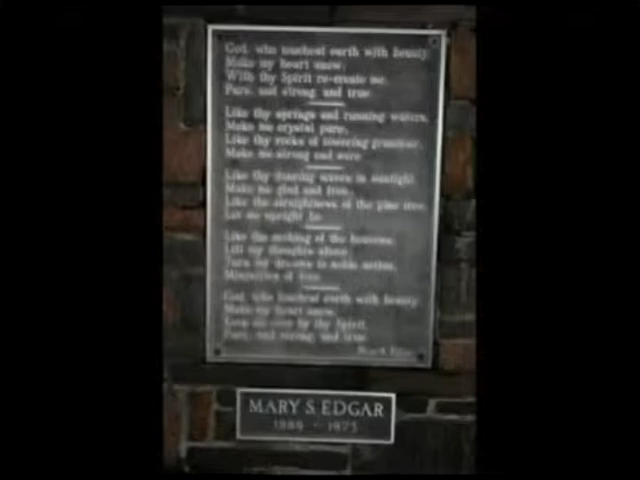 God, who touchest earth with beauty,
Make my heart anew;
With thy Spirit re-create me
Pure, and strong, and true.
Like thy springs and running waters,
Make me crystal pure;
Like thy rocks of towering grandeur,
Make me strong and sure.
Like thy dancing waves in sunlight,
Make me glad and free;
Like the straightness of the pine tree
Let me upright be.
Like the arching of the heavens,
Lift my thoughts above
Turn my dreams to noble action,
Ministries of love.
God, who touchest earth with beauty,
Make my heart anew;
Keep me ever by thy Spirit,
Pure, and strong, and true.
MARY S. EDGAR
1889 - 1973